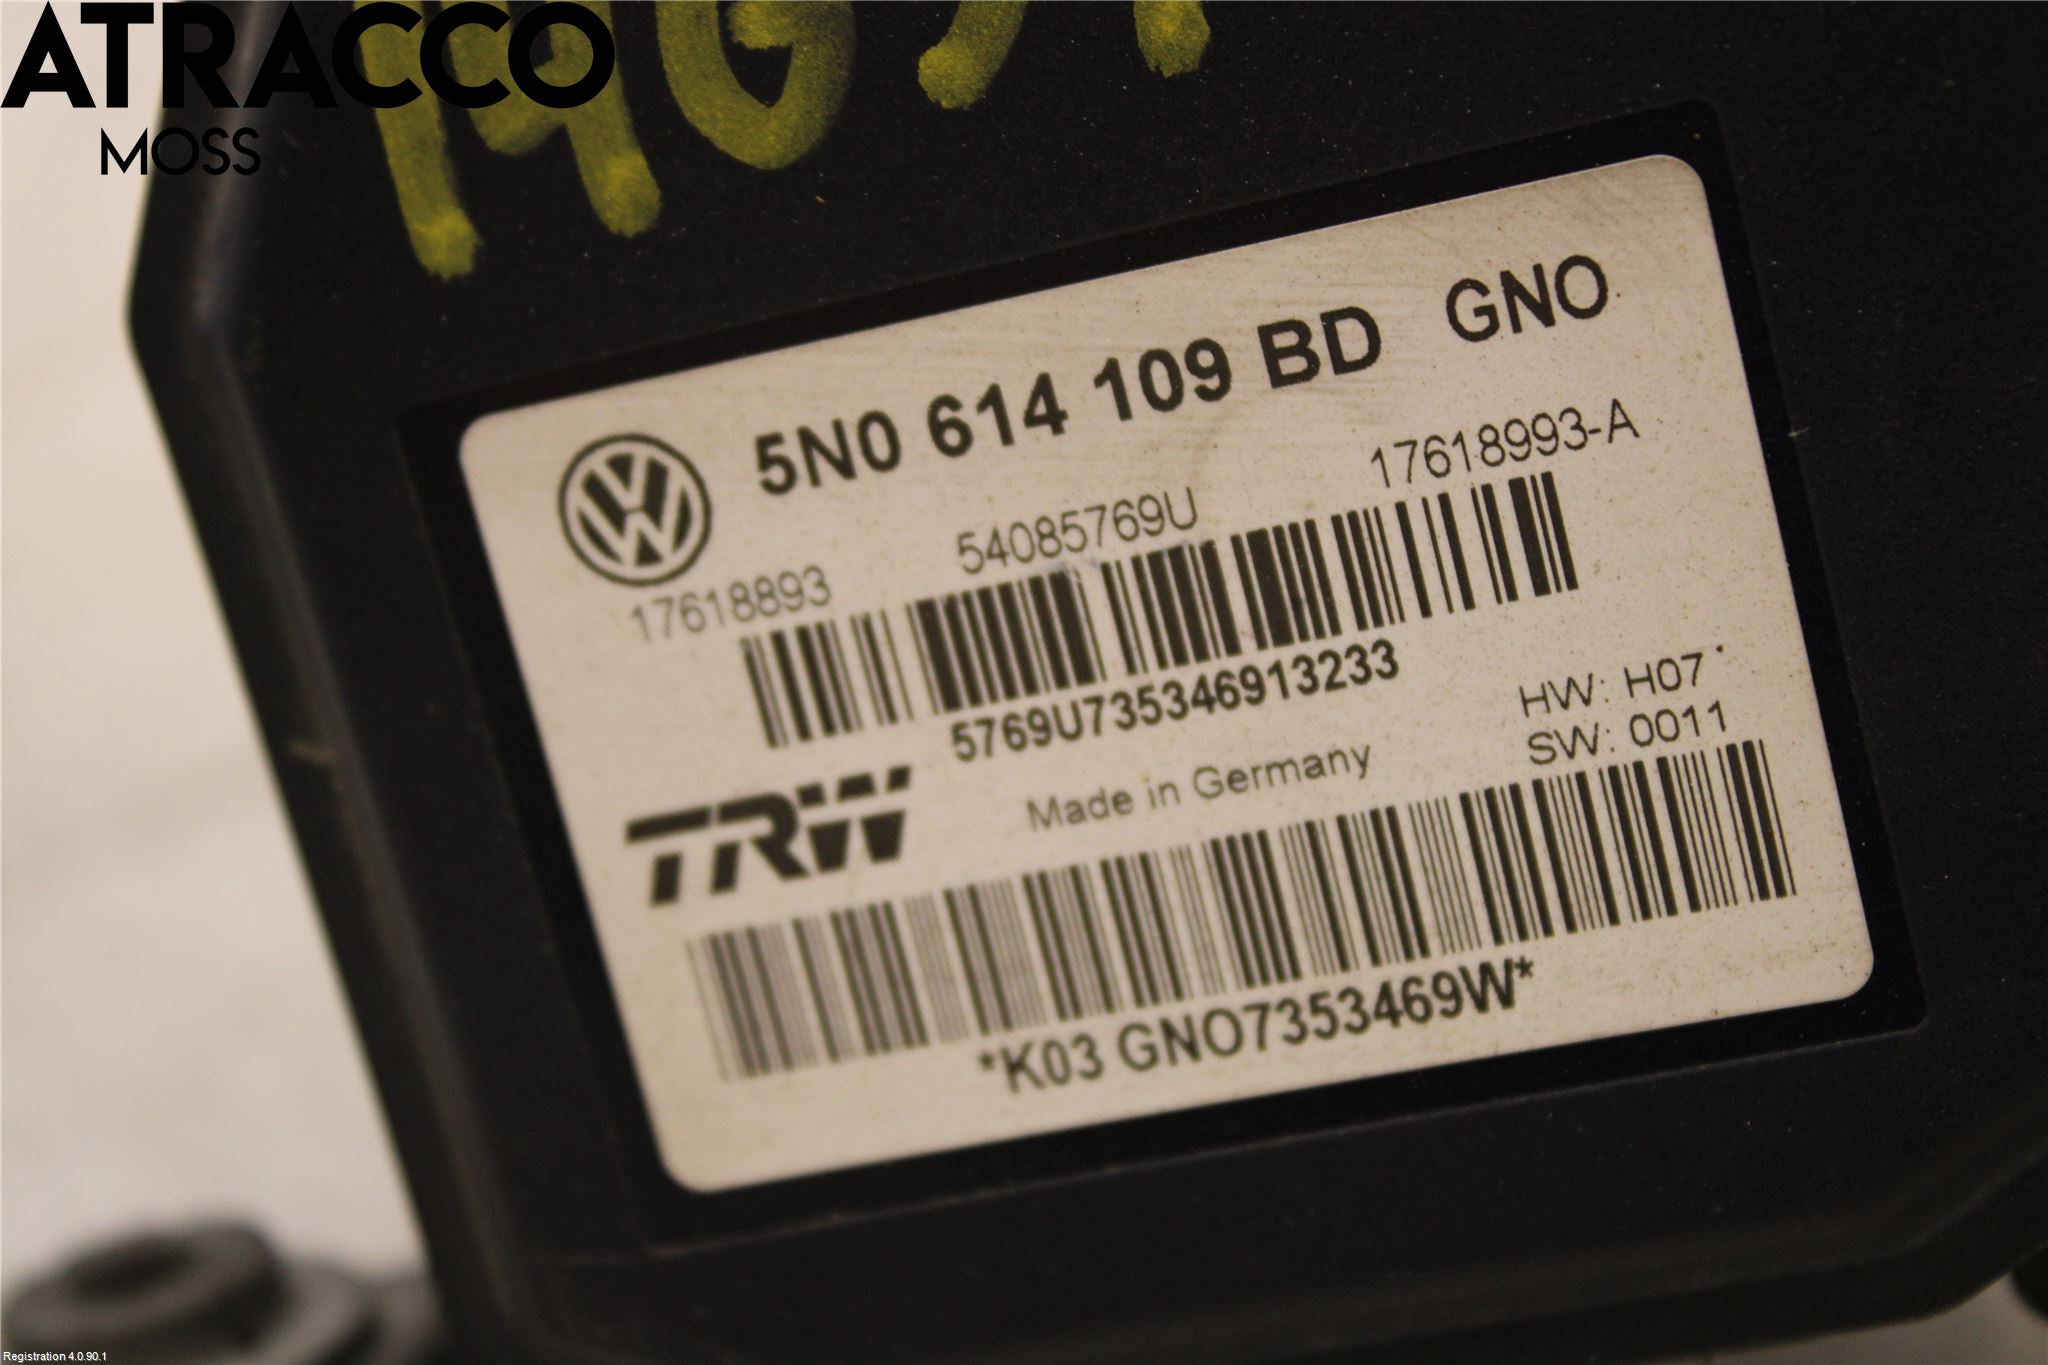 ATRACCO
MOSS
5N0 614 109 BD GNO
17618893 54085769U 17618993-A
5769U735346913233
HW: H07
SW: 0011
TRW Made in Germany
*K03 GNO7353469W*
Registration 4.0.90.1